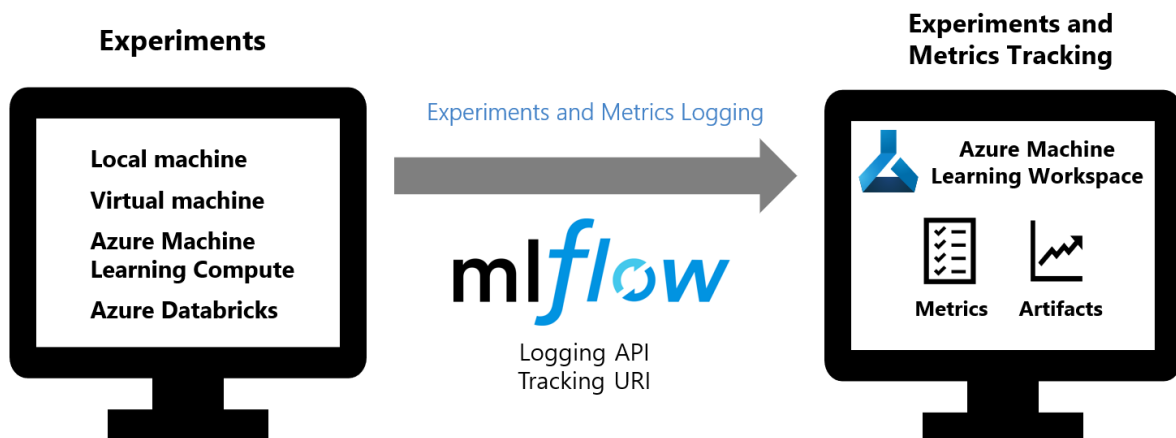 Experiments
Local machine
Virtual machine
Azure Machine
Learning Compute
Azure Databricks
Experiments and Metrics Logging
mlflow
Logging API
Tracking URI
Experiments and
Metrics Tracking
Azure Machine
Learning Workspace
Metrics
Artifacts